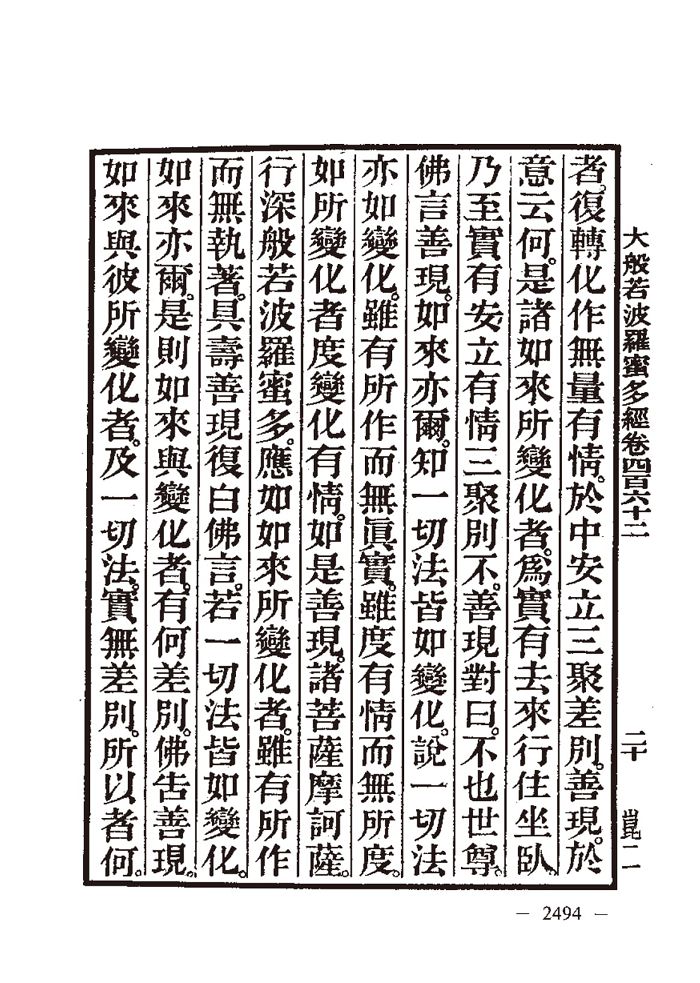 大般若波羅蜜多經卷四百六十二
二十
崑二一
者。復轉化作無量有情。於中安立三聚差別。善現。於
意云何。是諸如來所變化者。爲實有去來行住坐臥。
乃至實有安立有情三聚別不。善現對曰。不也世尊。
佛言善現。如來亦爾。知一切法皆如變化。說一切法
亦如變化。雖有所作而無眞實。雖度有情而無所度。
如所變化者度變化有情。如是善現。諸菩薩摩訶薩。
行深般若波羅蜜多。應如如來所變化者。雖有所作
而無執著。具壽善現復白佛言。若一切法皆如變化。
如來亦爾。是則如來與變化者。有何差別。佛告善現。
如來與彼所變化者。及一切法。實無差別。所以者何。
— 2494 —